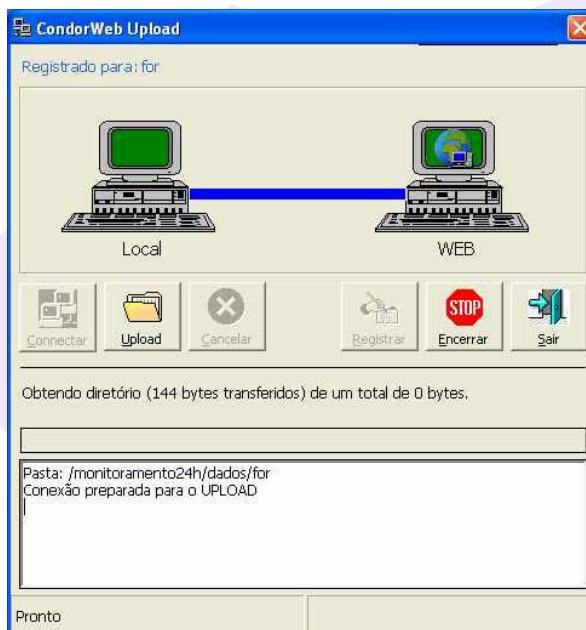 CondorWeb Upload
Registrado para: for
Local
WEB
Connectar
Upload
Cancelar
Registrar
STOP
Encerrar
Sair
Obtendo diretório (144 bytes transferidos) de um total de 0 bytes.
Pasta: /monitoramento24h/dados/for
Conexão preparada para o UPLOAD
Pronto